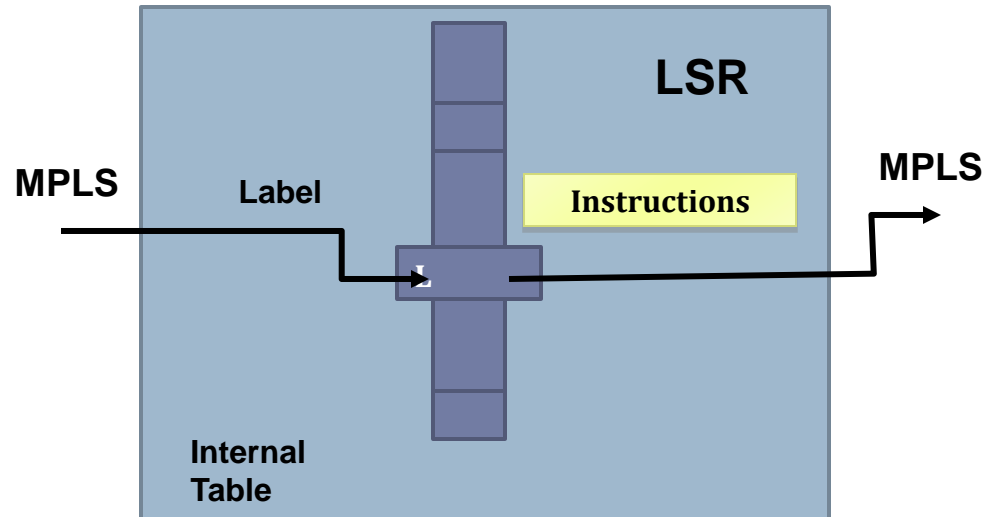 LSR
MPLS
MPLS
Label
Instructions
L
Internal
Table